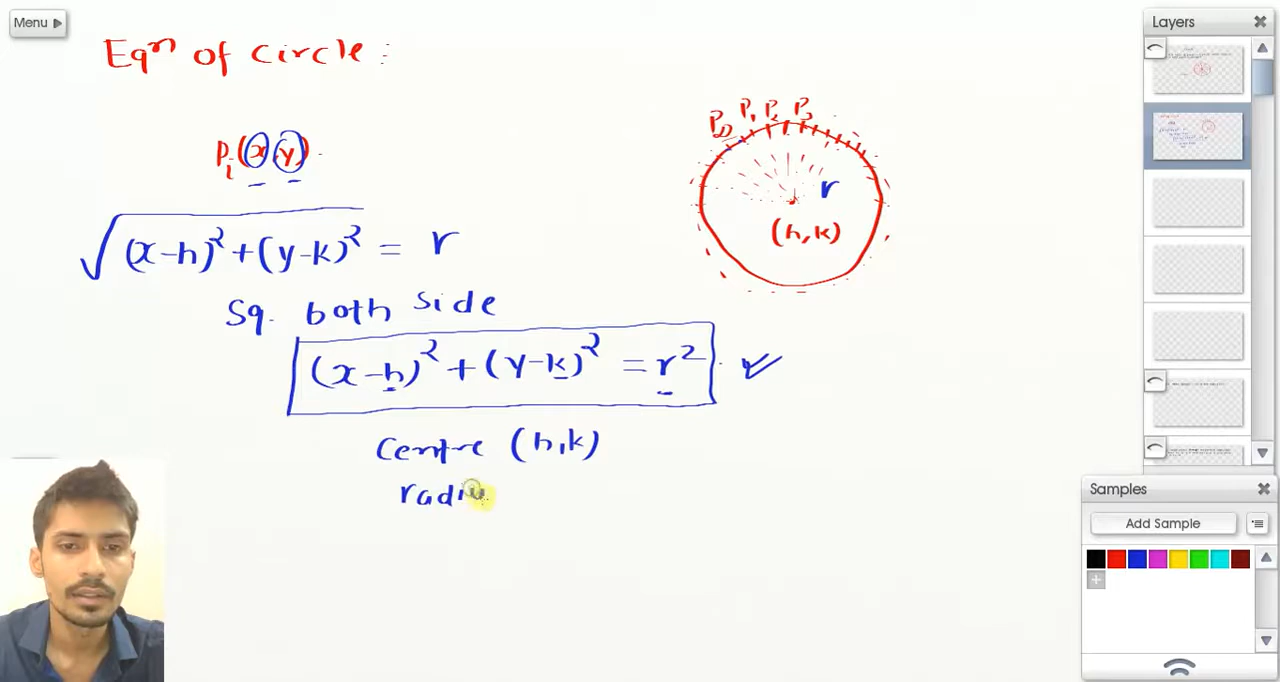 Menu
Layers
Eqⁿ of circle :
P₁(x, y)
P₀ P₁ P₂ P₃
r
(h, k)
√(x-h)²+(y-k)² = r
Sq. both side
(x-h)²+(y-k)² = r²
Centre (h, k)
radiu
Samples
Add Sample